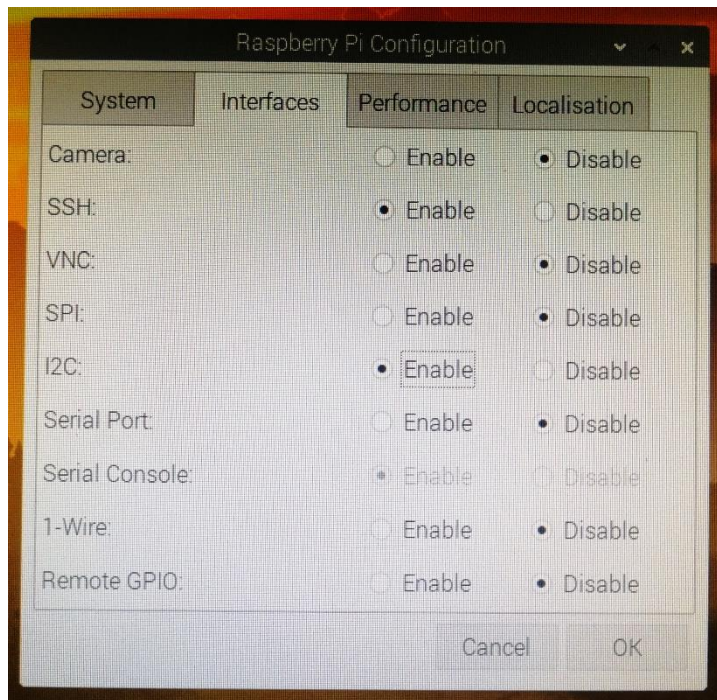 Raspberry Pi Configuration
System Interfaces Performance Localisation
Camera: Enable Disable
SSH: Enable Disable
VNC: Enable Disable
SPI: Enable Disable
I2C: Enable Disable
Serial Port: Enable Disable
Serial Console: Enable Disable
1-Wire: Enable Disable
Remote GPIO: Enable Disable
Cancel OK